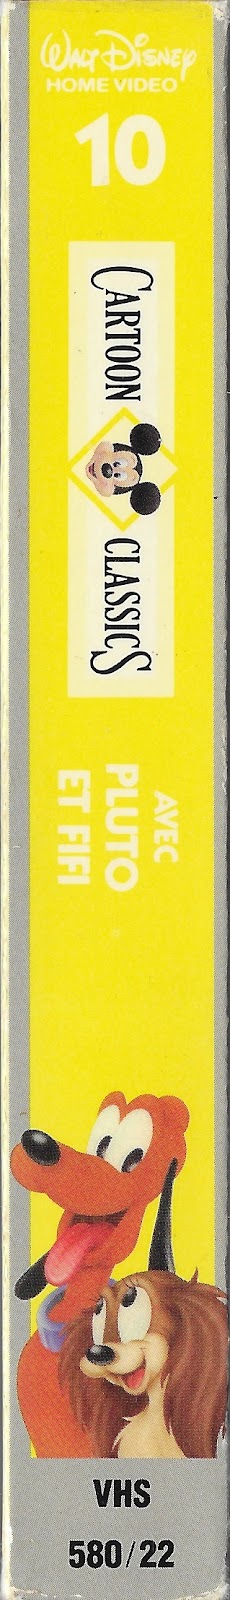 Walt Disney
HOME VIDEO
10
CARTOON CLASSICS
AVEC
PLUTO
ET FIFI
VHS
580/22